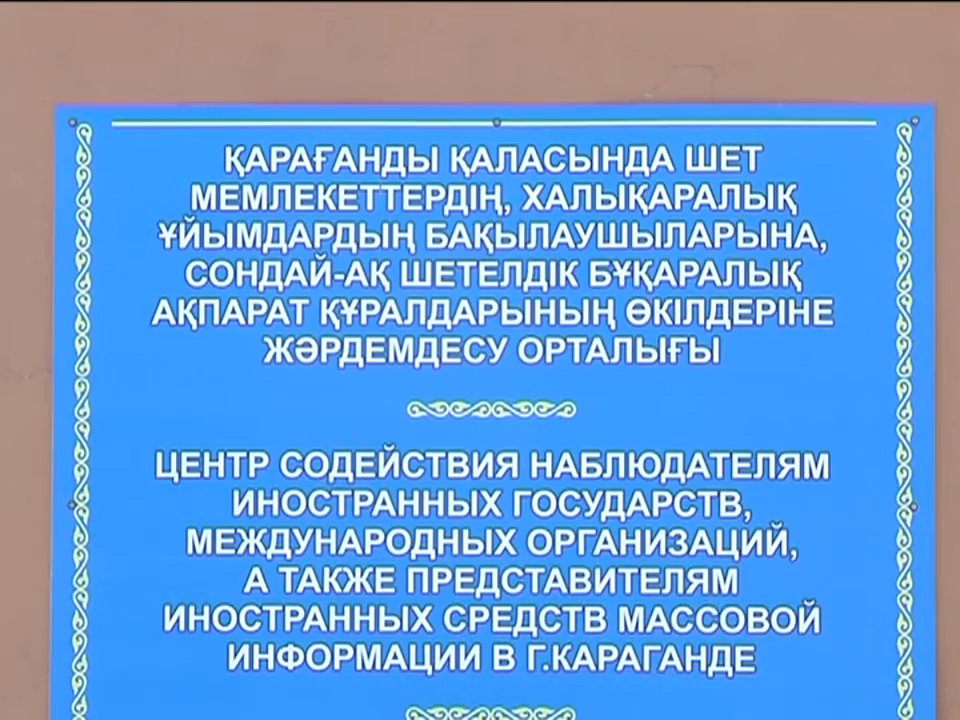 ҚАРАҒАНДЫ ҚАЛАСЫНДА ШЕТ
МЕМЛЕКЕТТЕРДІҢ, ХАЛЫҚАРАЛЫҚ
ҰЙЫМДАРДЫҢ БАҚЫЛАУШЫЛАРЫНА,
СОНДАЙ-АҚ ШЕТЕЛДІК БҰҚАРАЛЫҚ
АҚПАРАТ ҚҰРАЛДАРЫНЫҢ ӨКІЛДЕРІНЕ
ЖӘРДЕМДЕСУ ОРТАЛЫҒЫ
ЦЕНТР СОДЕЙСТВИЯ НАБЛЮДАТЕЛЯМ
ИНОСТРАННЫХ ГОСУДАРСТВ,
МЕЖДУНАРОДНЫХ ОРГАНИЗАЦИЙ,
А ТАКЖЕ ПРЕДСТАВИТЕЛЯМ
ИНОСТРАННЫХ СРЕДСТВ МАССОВОЙ
ИНФОРМАЦИИ В Г.КАРАГАНДЕ